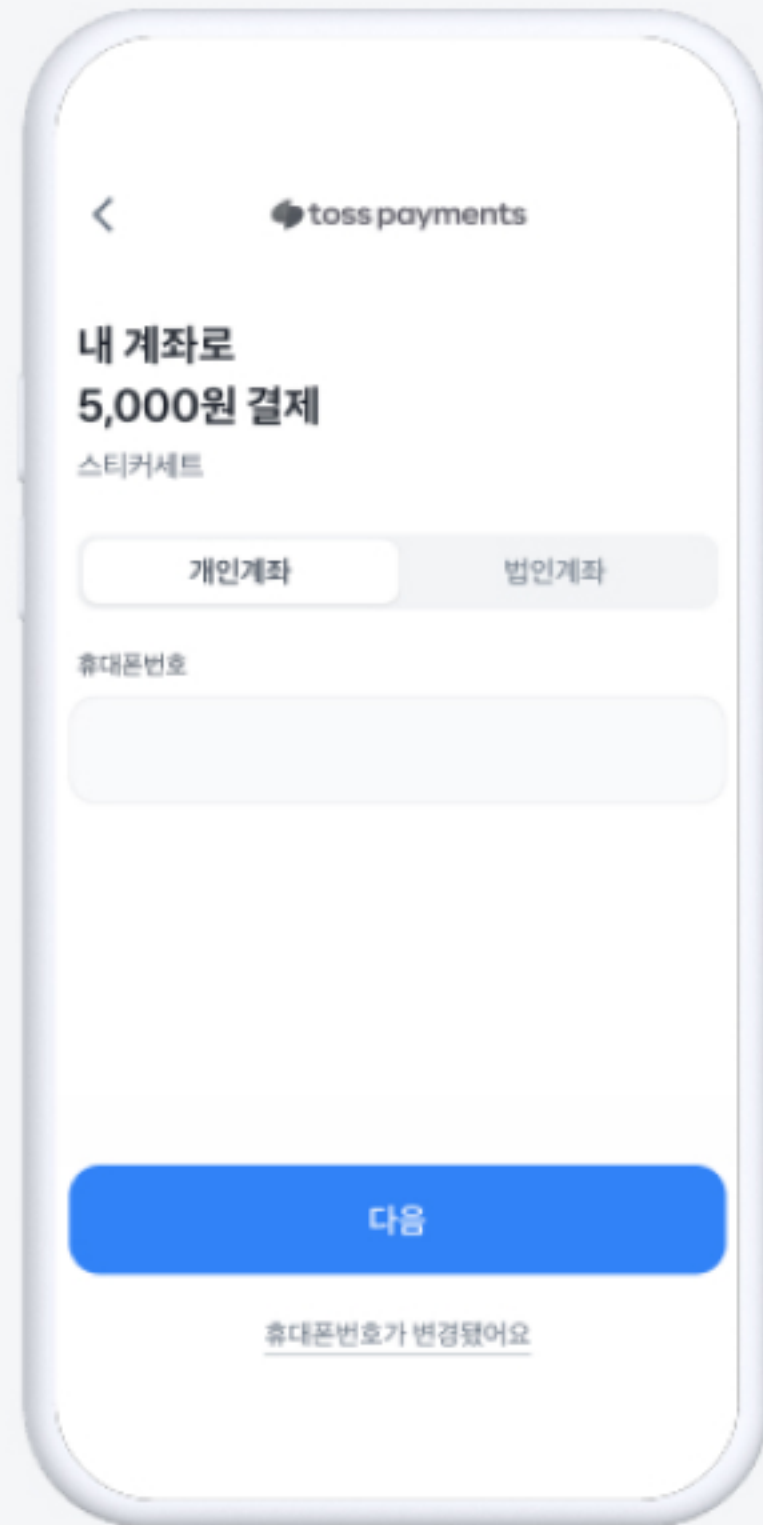 toss payments
내 계좌로
5,000원 결제
스티커세트
개인계좌 법인계좌
휴대폰번호
다음
휴대폰번호가 변경됐어요